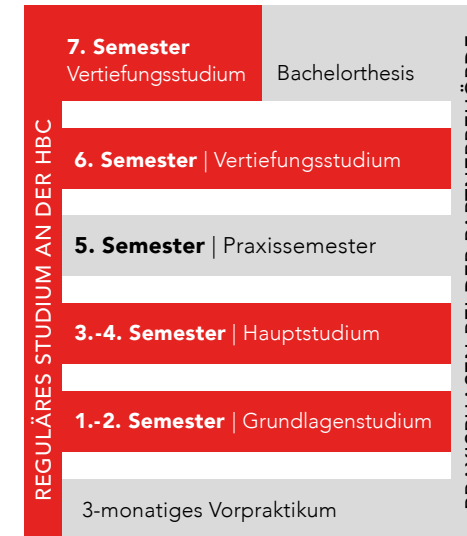 7. Semester
Vertiefungsstudium
Bachelorthesis
6. Semester | Vertiefungsstudium
5. Semester | Praxissemester
3.-4. Semester | Hauptstudium
1.-2. Semester | Grundlagenstudium
3-monatiges Vorpraktikum
REGULÄRES STUDIUM AN DER HBC